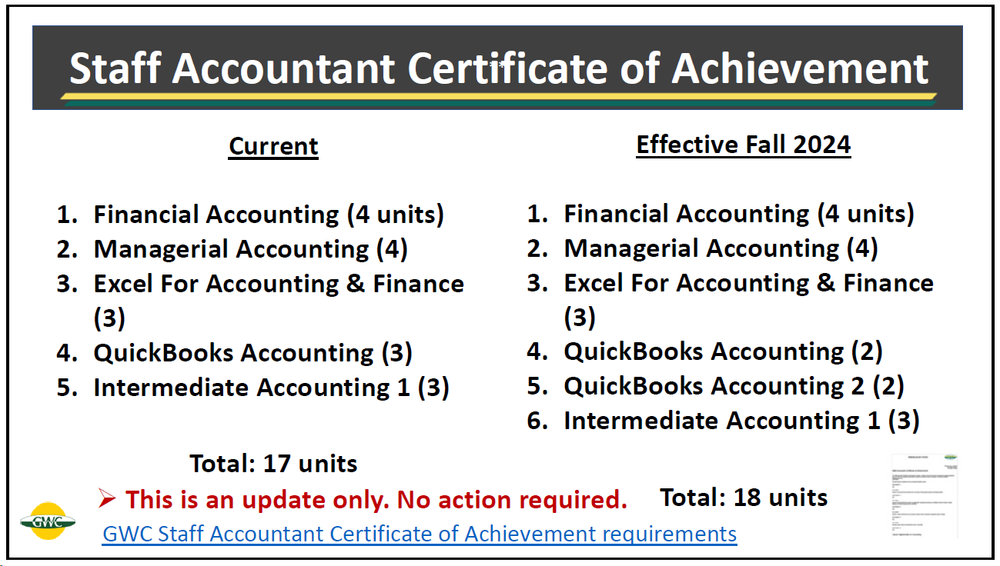 Staff Accountant Certificate of Achievement
Current
1. Financial Accounting (4 units)
2. Managerial Accounting (4)
3. Excel For Accounting & Finance
(3)
4. QuickBooks Accounting (3)
5. Intermediate Accounting 1 (3)
Total: 17 units
Effective Fall 2024
1. Financial Accounting (4 units)
2. Managerial Accounting (4)
3. Excel For Accounting & Finance
(3)
4. QuickBooks Accounting (2)
5. QuickBooks Accounting 2 (2)
6. Intermediate Accounting 1 (3)
Total: 18 units
➢ This is an update only. No action required.
GWC Staff Accountant Certificate of Achievement requirements
GWC